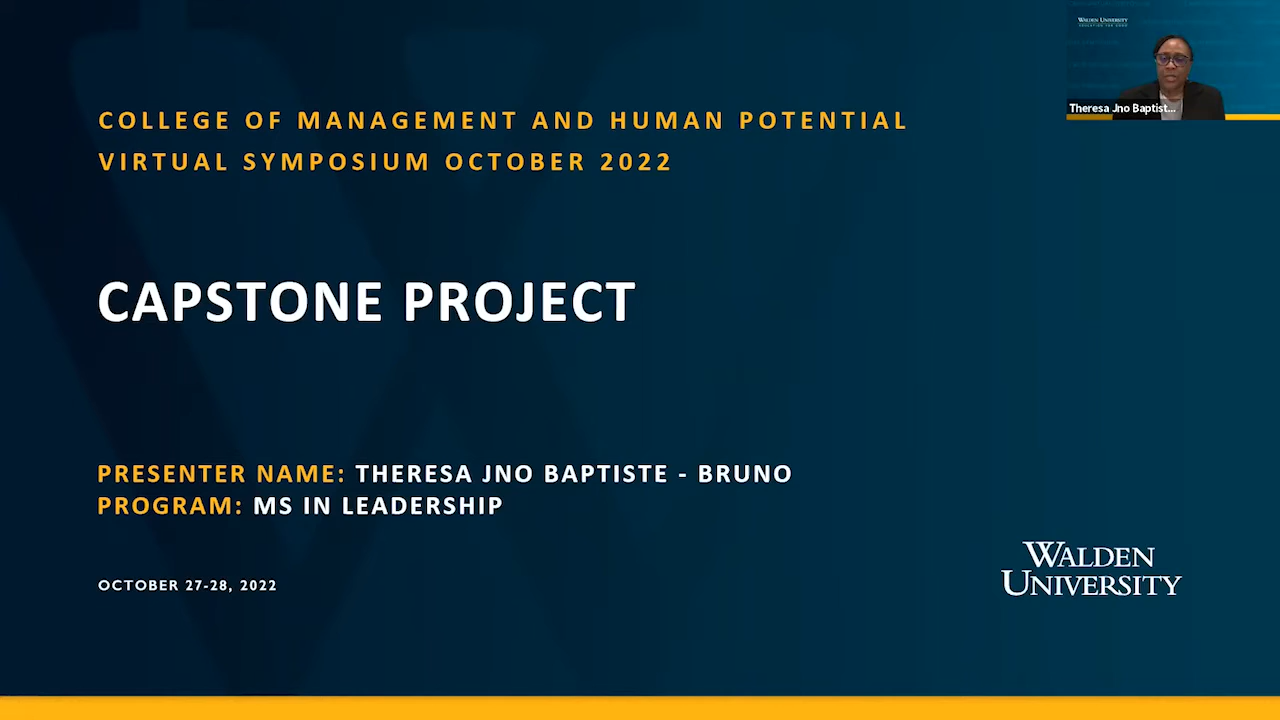 WALDEN UNIVERSITY
Theresa Jno Baptist...
COLLEGE OF MANAGEMENT AND HUMAN POTENTIAL
VIRTUAL SYMPOSIUM OCTOBER 2022
CAPSTONE PROJECT
PRESENTER NAME: THERESA JNO BAPTISTE - BRUNO
PROGRAM: MS IN LEADERSHIP
OCTOBER 27-28, 2022
WALDEN
UNIVERSITY